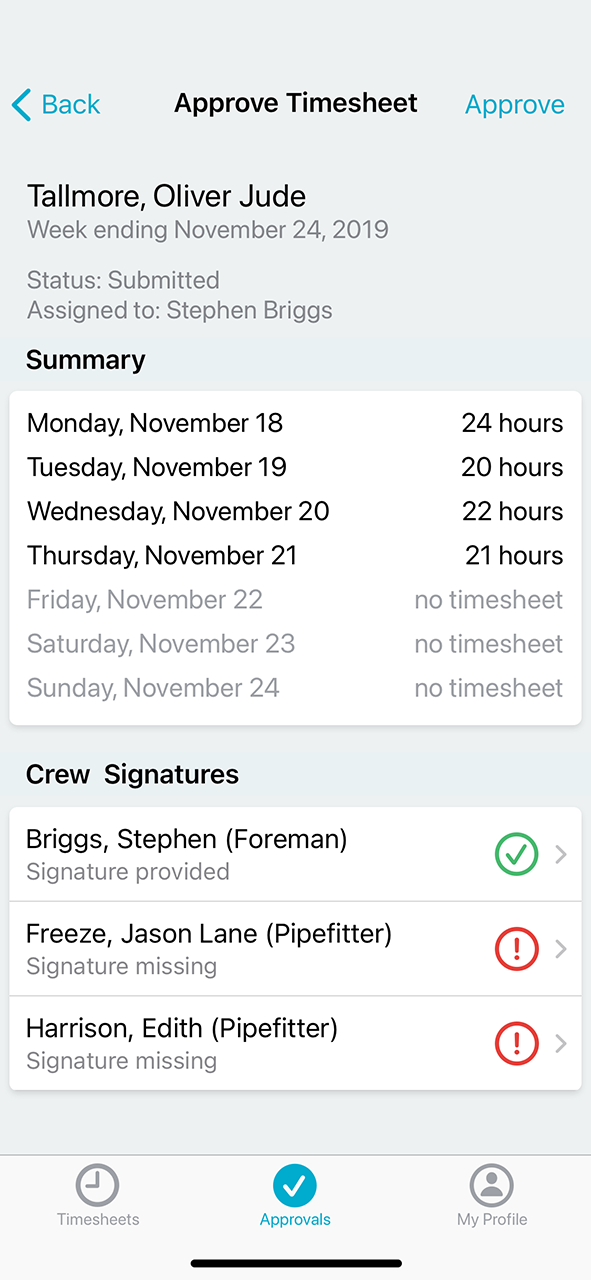 Back Approve Timesheet Approve
Tallmore, Oliver Jude
Week ending November 24, 2019
Status: Submitted
Assigned to: Stephen Briggs
Summary
Monday, November 18 24 hours
Tuesday, November 19 20 hours
Wednesday, November 20 22 hours
Thursday, November 21 21 hours
Friday, November 22 no timesheet
Saturday, November 23 no timesheet
Sunday, November 24 no timesheet
Crew Signatures
Briggs, Stephen (Foreman)
Signature provided
Freeze, Jason Lane (Pipefitter)
Signature missing
Harrison, Edith (Pipefitter)
Signature missing
Timesheets Approvals My Profile